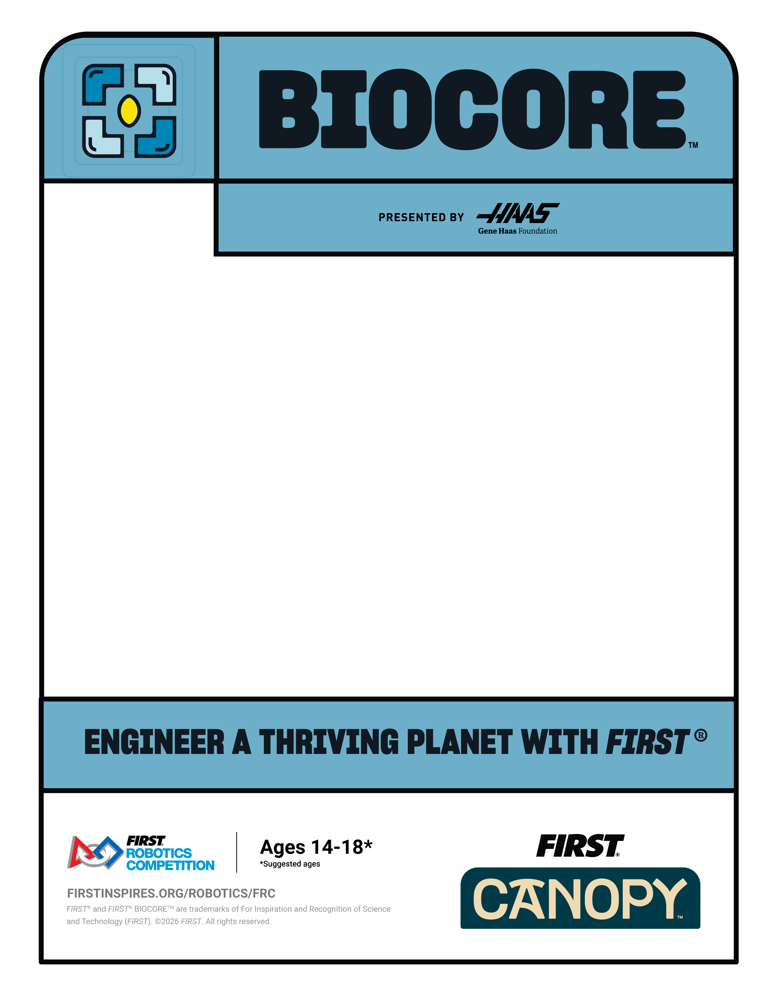 BIOCORE™
PRESENTED BY HAAS
Gene Haas Foundation
ENGINEER A THRIVING PLANET WITH FIRST®
FIRST®
ROBOTICS
COMPETITION
Ages 14-18*
*Suggested ages
FIRSTINSPIRES.ORG/ROBOTICS/FRC
FIRST® and FIRST® BIOCORE™ are trademarks of For Inspiration and Recognition of Science
and Technology (FIRST). ©2026 FIRST. All rights reserved.
FIRST®
CANOPY™